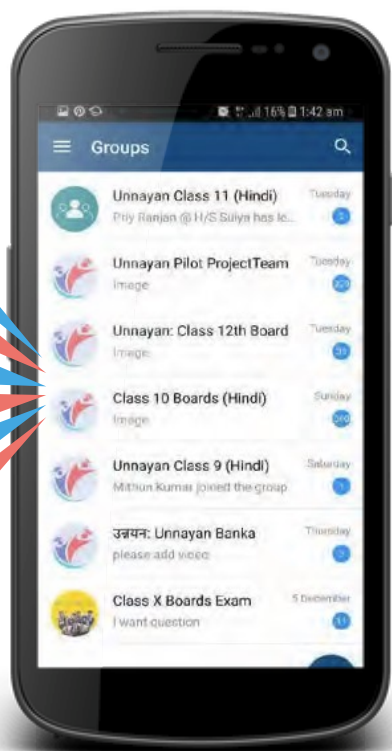 16% 1:42 am
Groups
Unnayan Class 11 (Hindi) Tuesday
Priy Ranjan @ H/S Suiya has le...
Unnayan Pilot ProjectTeam Tuesday
Image
Unnayan: Class 12th Board Tuesday
Image
Class 10 Boards (Hindi) Sunday
Image
Unnayan Class 9 (Hindi) Saturday
Mithun Kumar joined the group
उन्नयन: Unnayan Banka Thursday
please add video
Class X Boards Exam 5 December
I want question